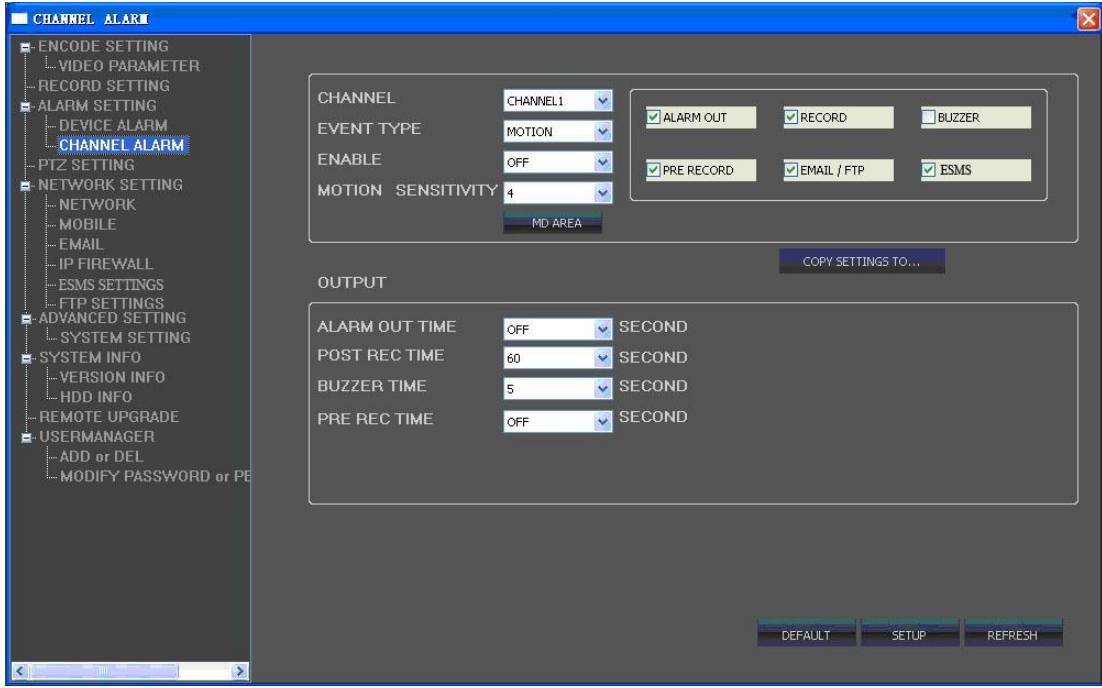 CHANNEL ALARM
ENCODE SETTING
VIDEO PARAMETER
RECORD SETTING
ALARM SETTING
DEVICE ALARM
CHANNEL ALARM
PTZ SETTING
NETWORK SETTING
NETWORK
MOBILE
EMAIL
IP FIREWALL
ESMS SETTINGS
FTP SETTINGS
ADVANCED SETTING
SYSTEM SETTING
SYSTEM INFO
VERSION INFO
HDD INFO
REMOTE UPGRADE
USERMANAGER
ADD or DEL
MODIFY PASSWORD or PE
CHANNEL CHANNEL1
EVENT TYPE MOTION
ENABLE OFF
MOTION SENSITIVITY 4
MD AREA
ALARM OUT RECORD BUZZER
PRE RECORD EMAIL / FTP ESMS
COPY SETTINGS TO...
OUTPUT
ALARM OUT TIME OFF SECOND
POST REC TIME 60 SECOND
BUZZER TIME 5 SECOND
PRE REC TIME OFF SECOND
DEFAULT SETUP REFRESH